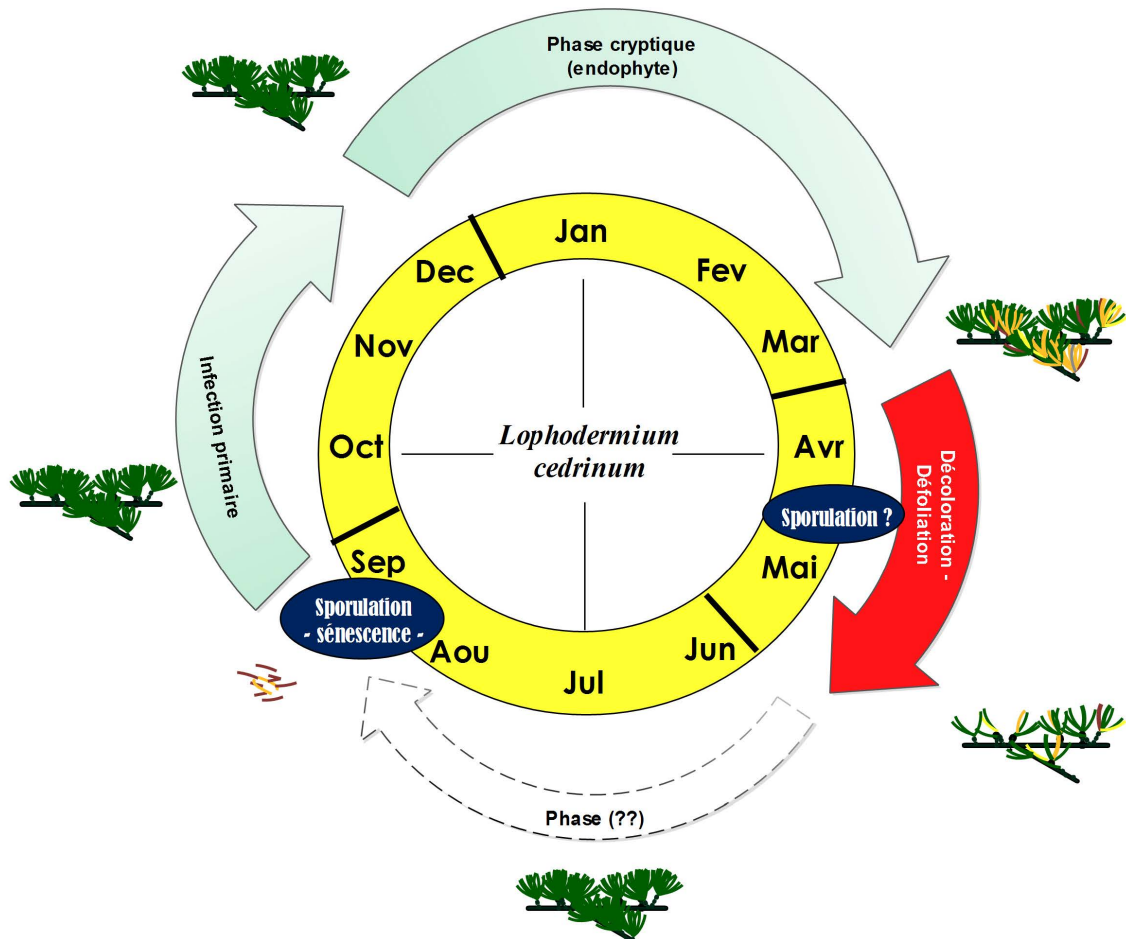 Phase cryptique
(endophyte)
Jan
Fev
Mar
Avr
Mai
Jun
Jul
Aou
Sep
Oct
Nov
Dec
Lophodermium
cedrinum
Infection primaire
Décoloration -
Défoliation
Sporulation ?
Sporulation
- sénescence -
Phase (??)